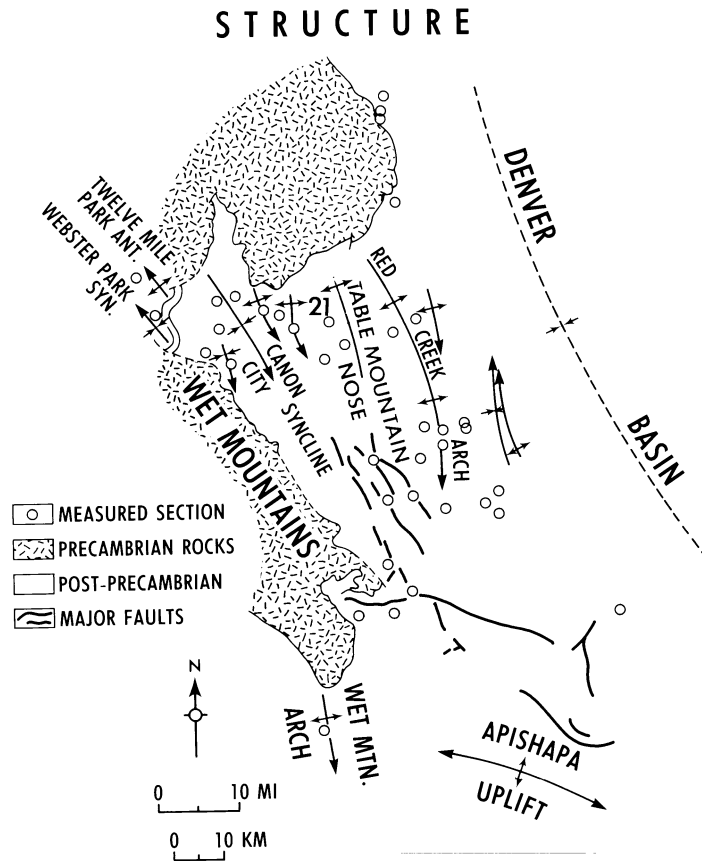 STRUCTURE
DENVER
BASIN
TWELVE MILE
PARK ANT.
WEBSTER PARK
SYN.
RED
CREEK
ARCH
21
TABLE MOUNTAIN
NOSE
CANON
CITY
SYNCLINE
WET MOUNTAINS
MEASURED SECTION
PRECAMBRIAN ROCKS
POST-PRECAMBRIAN
MAJOR FAULTS
N
WET MTN.
ARCH
APISHAPA
UPLIFT
0 10 MI
0 10 KM